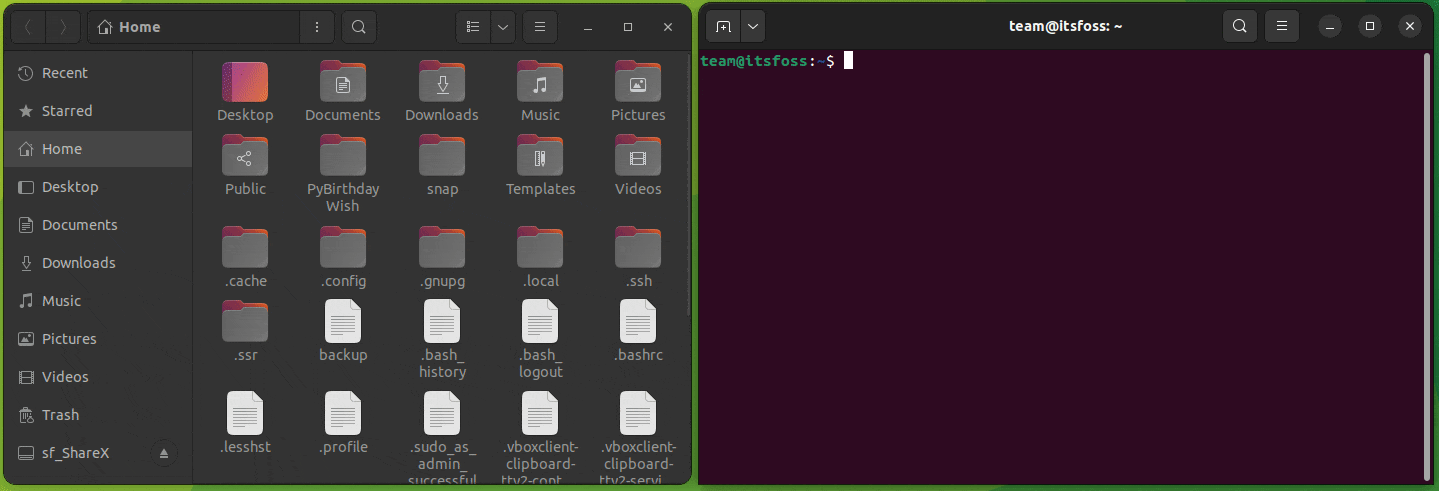 Home
team@itsfoss: ~
Recent
Starred
Home
Desktop
Documents
Downloads
Music
Pictures
Videos
Trash
sf_ShareX
Desktop
Documents
Downloads
Music
Pictures
Public
PyBirthday
Wish
snap
Templates
Videos
.cache
.config
.gnupg
.local
.ssh
.ssr
backup
.bash_
history
.bash_
logout
.bashrc
.lesshst
.profile
.sudo_as_
admin_
successful
.vboxclient-
clipboard-
tty2-cont…
.vboxclient-
clipboard-
tty2-servi…
team@itsfoss:~$